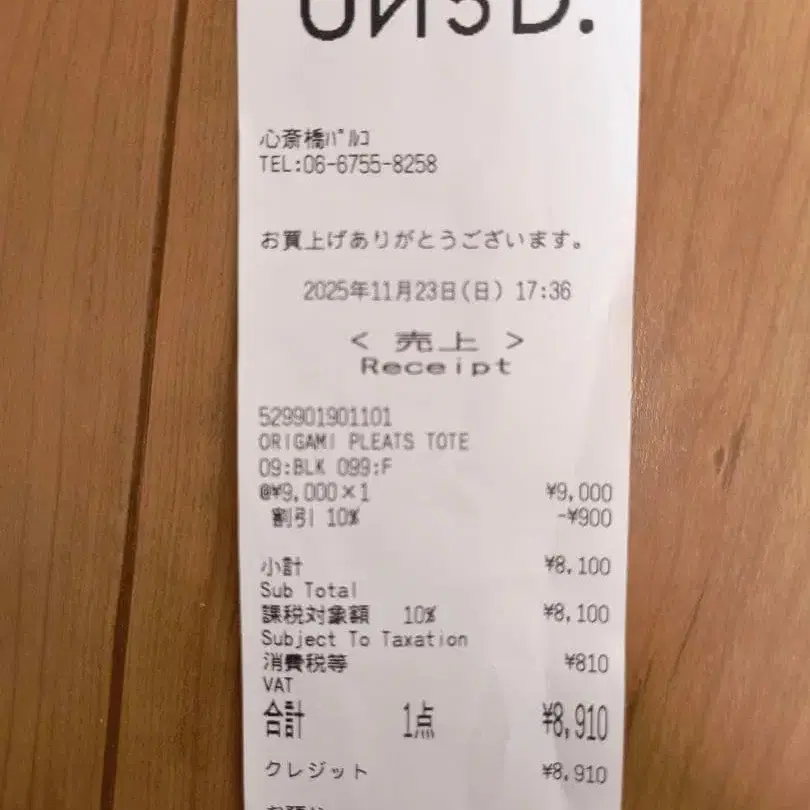 心斎橋ﾊﾟﾙｺ
TEL:06-6755-8258
お買上げありがとうございます。
2025年11月23日(日) 17:36
< 売上 >
Receipt
529901901101
ORIGAMI PLEATS TOTE
09:BLK 099:F
@¥9,000×1 ¥9,000
割引 10% -¥900
小計 ¥8,100
Sub Total
課税対象額 10% ¥8,100
Subject To Taxation
消費税等 ¥810
VAT
合計 1点 ¥8,910
クレジット ¥8,910